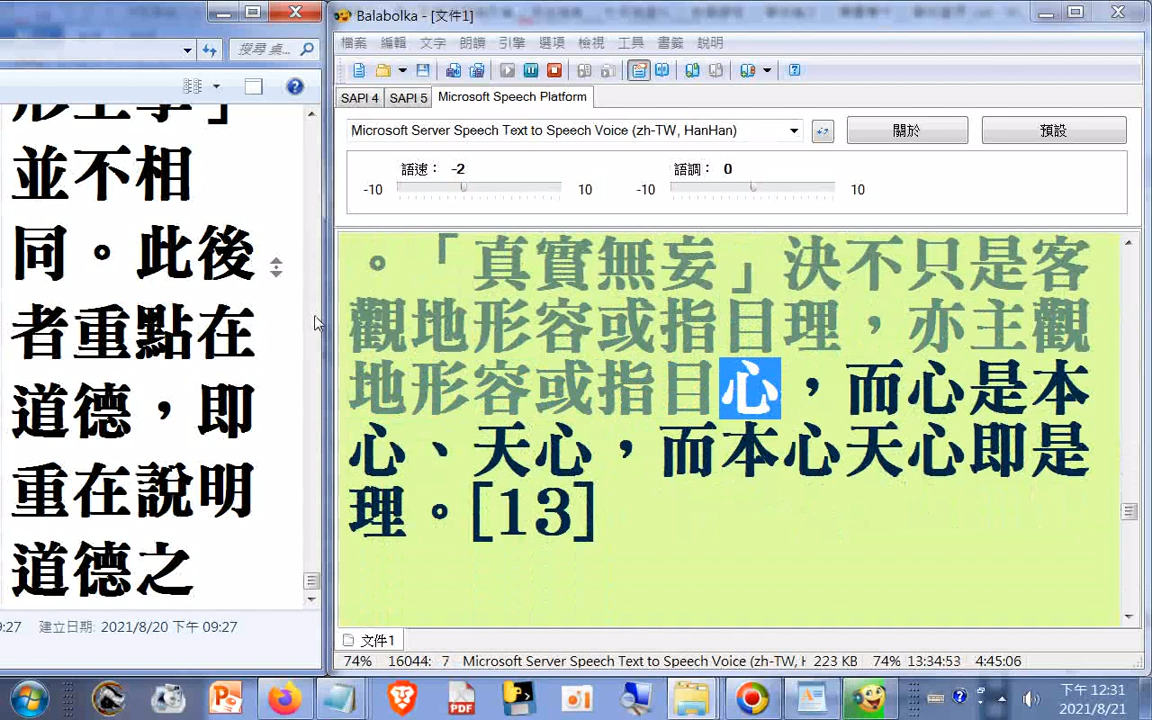 搜尋 桌...
形上學」
並不相
同。此後
者重點在
道德，即
重在說明
道德之
09:27 建立日期: 2021/8/20 下午 09:27
Balabolka - [文件1]
檔案 編輯 文字 朗讀 引擎 選項 檢視 工具 書籤 說明
SAPI 4 SAPI 5 Microsoft Speech Platform
Microsoft Server Speech Text to Speech Voice (zh-TW, HanHan) 關於 預設
語速： -2 語調： 0
-10 10 -10 10
。「真實無妄」決不只是客
觀地形容或指目理，亦主觀
地形容或指目心，而心是本
心、天心，而本心天心即是
理。[13]
文件1
74% 16044: 7 Microsoft Server Speech Text to Speech Voice (zh-TW, H 223 KB 74% 13:34:53 4:45:06
PDF
下午 12:31
2021/8/21